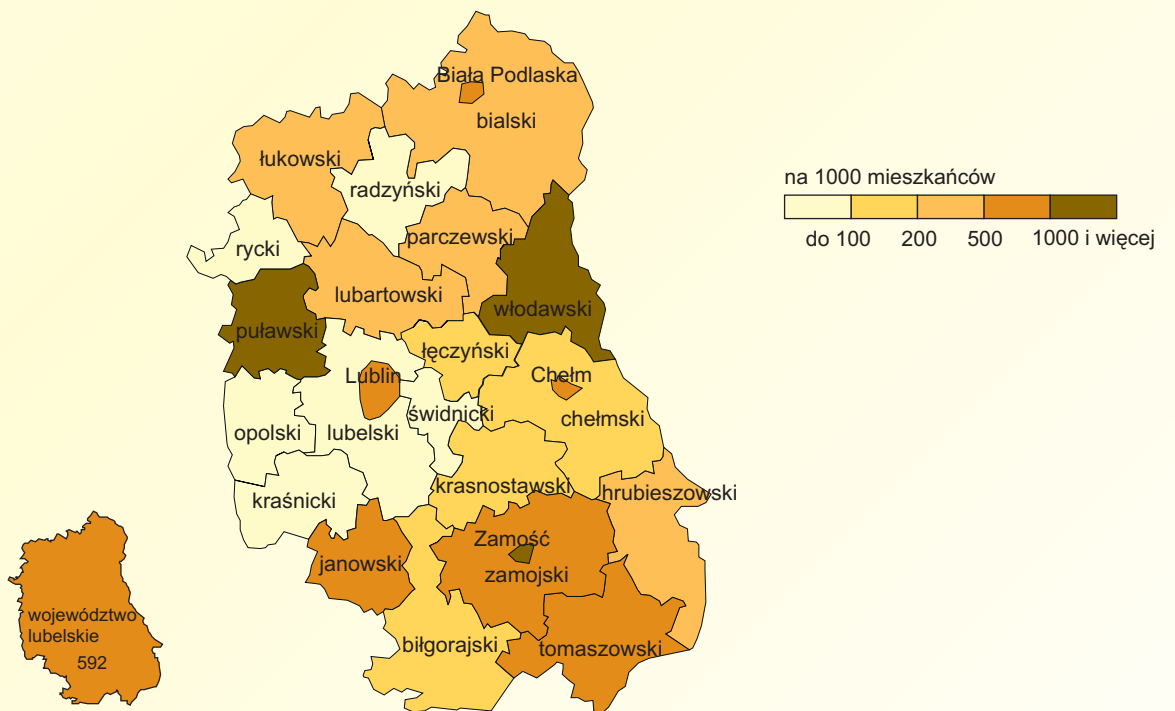 Biała Podlaska
bialski
łukowski
radzyński
na 1000 mieszkańców
do 100 200 500 1000 i więcej
rycki
parczewski
lubartowski
włodawski
puławski
łęczyński
Lublin
Chełm
świdnicki
chełmski
opolski
lubelski
krasnostawski
hrubieszowski
kraśnicki
Zamość
janowski
zamojski
województwo
lubelskie
592
biłgorajski
tomaszowski